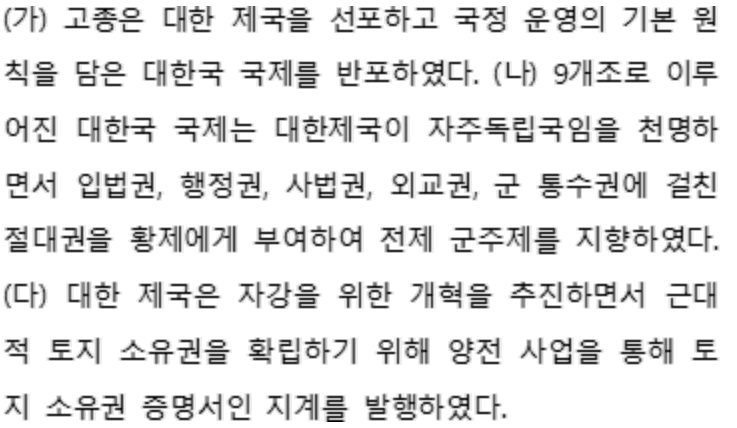 (가) 고종은 대한 제국을 선포하고 국정 운영의 기본 원
칙을 담은 대한국 국제를 반포하였다. (나) 9개조로 이루
어진 대한국 국제는 대한제국이 자주독립국임을 천명하
면서 입법권, 행정권, 사법권, 외교권, 군 통수권에 걸친
절대권을 황제에게 부여하여 전제 군주제를 지향하였다.
(다) 대한 제국은 자강을 위한 개혁을 추진하면서 근대
적 토지 소유권을 확립하기 위해 양전 사업을 통해 토
지 소유권 증명서인 지계를 발행하였다.